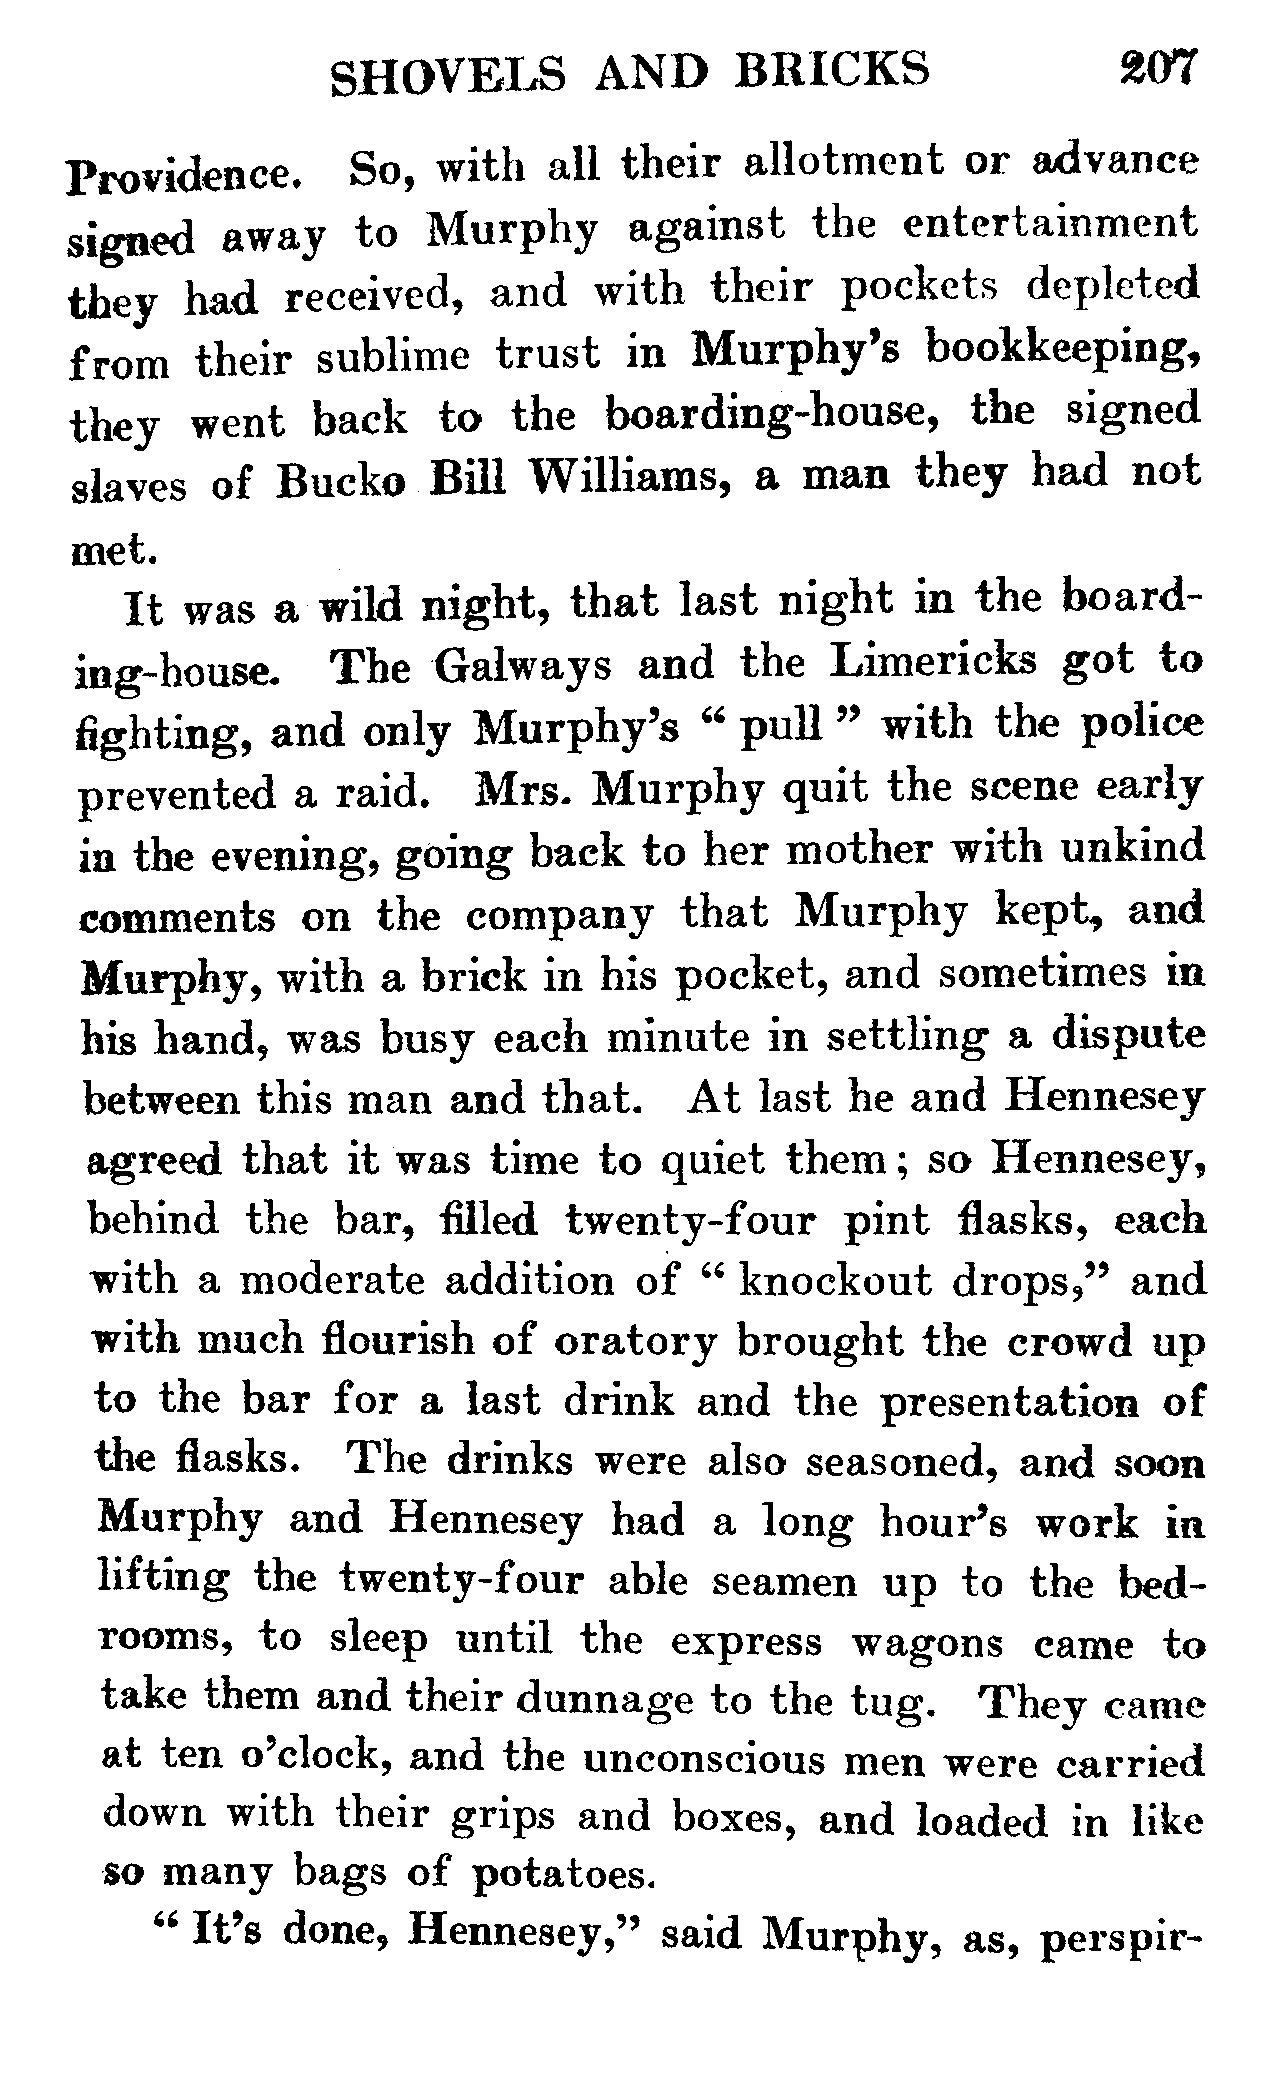 SHOVELS AND BRICKS 207
Providence. So, with all their allotment or advance
signed away to Murphy against the entertainment
they had received, and with their pockets depleted
from their sublime trust in Murphy's bookkeeping,
they went back to the boarding-house, the signed
slaves of Bucko Bill Williams, a man they had not
met.
It was a wild night, that last night in the board-
ing-house. The Galways and the Limericks got to
fighting, and only Murphy's “ pull ” with the police
prevented a raid. Mrs. Murphy quit the scene early
in the evening, going back to her mother with unkind
comments on the company that Murphy kept, and
Murphy, with a brick in his pocket, and sometimes in
his hand, was busy each minute in settling a dispute
between this man and that. At last he and Hennesey
agreed that it was time to quiet them ; so Hennesey,
behind the bar, filled twenty-four pint flasks, each
with a moderate addition of “ knockout drops,” and
with much flourish of oratory brought the crowd up
to the bar for a last drink and the presentation of
the flasks. The drinks were also seasoned, and soon
Murphy and Hennesey had a long hour's work in
lifting the twenty-four able seamen up to the bed-
rooms, to sleep until the express wagons came to
take them and their dunnage to the tug. They came
at ten o'clock, and the unconscious men were carried
down with their grips and boxes, and loaded in like
so many bags of potatoes.
“ It's done, Hennesey,” said Murphy, as, perspir-